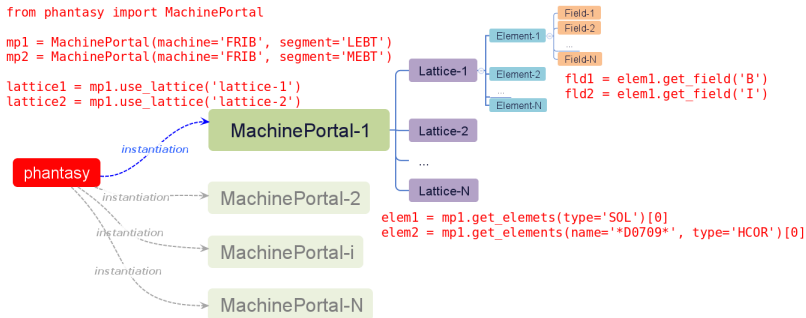 from phantasy import MachinePortal
mp1 = MachinePortal(machine='FRIB', segment='LEBT')
mp2 = MachinePortal(machine='FRIB', segment='MEBT')
lattice1 = mp1.use_lattice('lattice-1')
lattice2 = mp1.use_lattice('lattice-2')
Field-1
Field-2
...
Field-N
Element-1
Element-2
...
Element-N
fld1 = elem1.get_field('B')
fld2 = elem1.get_field('I')
Lattice-1
Lattice-2
...
Lattice-N
MachinePortal-1
instantiation
phantasy
instantiation
MachinePortal-2
instantiation
MachinePortal-i
instantiation
MachinePortal-N
elem1 = mp1.get_elemets(type='SOL')[0]
elem2 = mp1.get_elements(name='*D0709*', type='HCOR')[0]